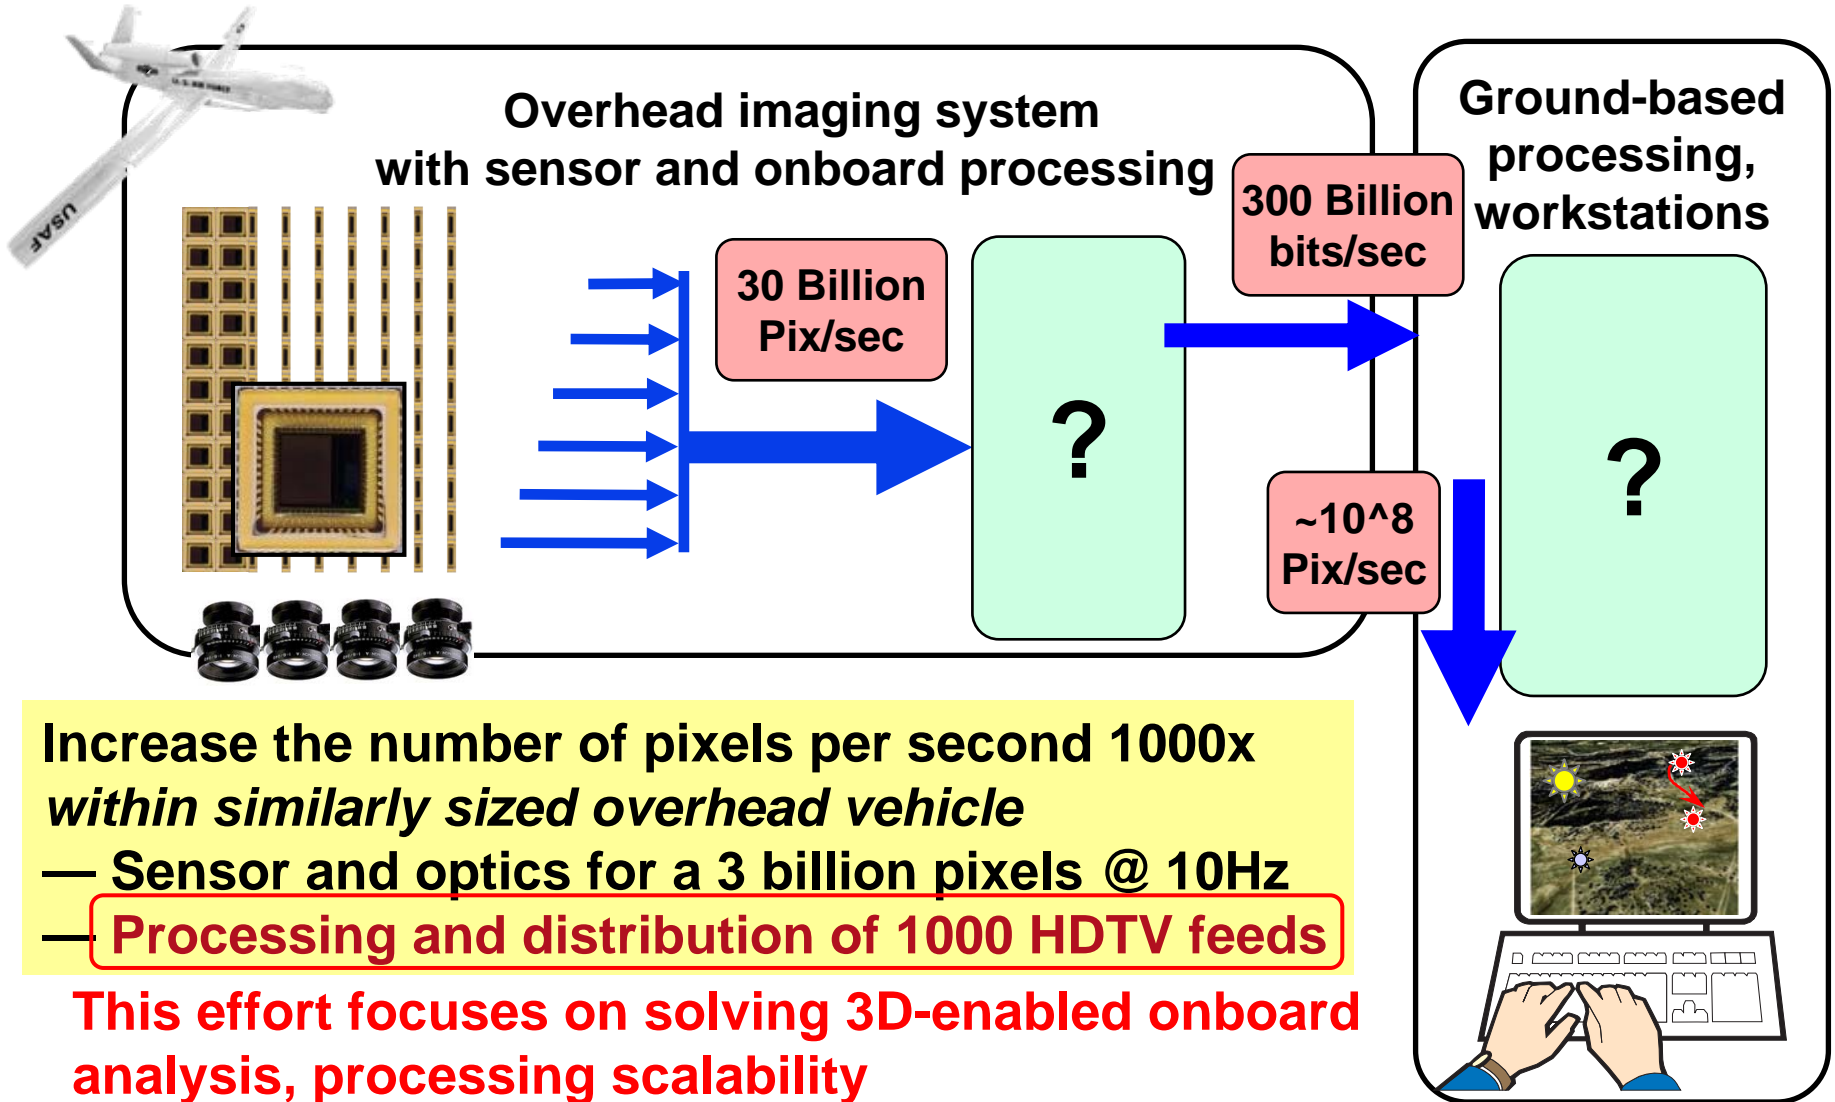 U.S. AIR FORCE
USAF
Overhead imaging system
with sensor and onboard processing
30 Billion
Pix/sec
?
300 Billion
bits/sec
~10^8
Pix/sec
Ground-based
processing,
workstations
?
Increase the number of pixels per second 1000x
within similarly sized overhead vehicle
— Sensor and optics for a 3 billion pixels @ 10Hz
— Processing and distribution of 1000 HDTV feeds
This effort focuses on solving 3D-enabled onboard
analysis, processing scalability